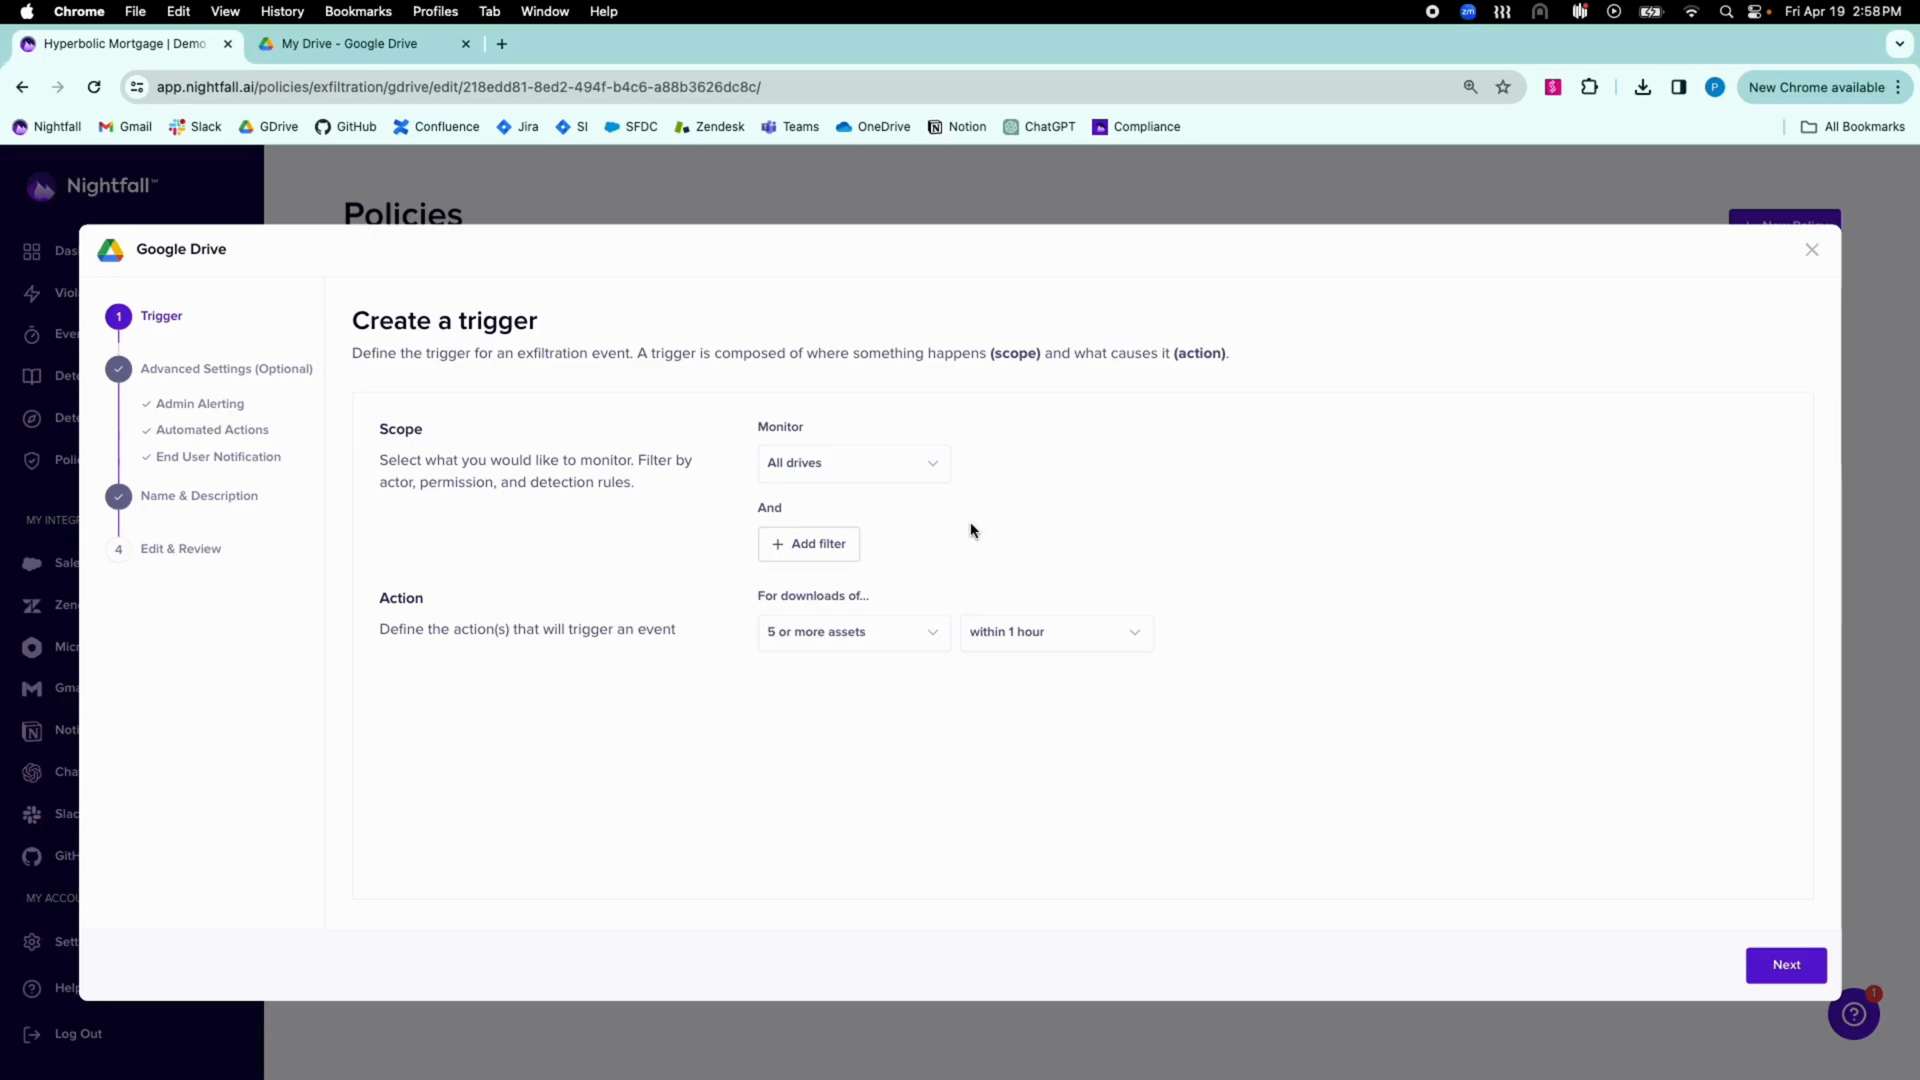 Chrome File Edit View History Bookmarks Profiles Tab Window Help
zm
Fri Apr 19 2:58 PM
Hyperbolic Mortgage | Demo
My Drive - Google Drive
app.nightfall.ai/policies/exfiltration/gdrive/edit/218edd81-8ed2-494f-b4c6-a88b3626dc8c/
P
New Chrome available
Nightfall Gmail Slack GDrive GitHub Confluence Jira SI SFDC Zendesk Teams OneDrive Notion ChatGPT Compliance
All Bookmarks
Nightfall™
Policies
+ New Policy
Das
Viol
Eve
Dete
Dete
Poli
MY INTEG
Sale
Zen
Micr
Gma
Noti
Cha
Slac
GitH
MY ACCOU
Sett
Help
Log Out
Google Drive
1 Trigger
Advanced Settings (Optional)
Admin Alerting
Automated Actions
End User Notification
Name & Description
4 Edit & Review
Create a trigger
Define the trigger for an exfiltration event. A trigger is composed of where something happens (scope) and what causes it (action).
Scope
Select what you would like to monitor. Filter by
actor, permission, and detection rules.
Monitor
All drives
And
+ Add filter
Action
Define the action(s) that will trigger an event
For downloads of...
5 or more assets
within 1 hour
Next
1